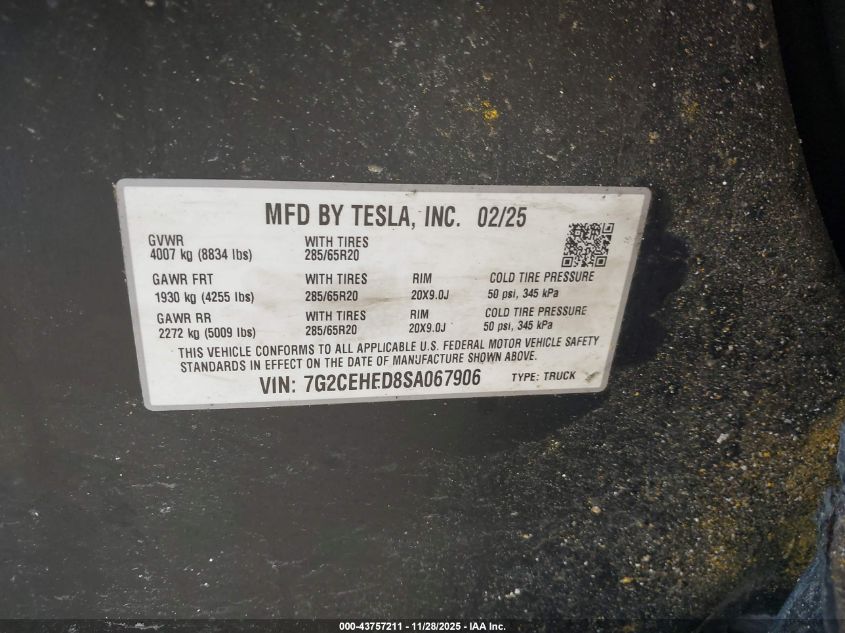 MFD BY TESLA, INC. 02/25
GVWR WITH TIRES
4007 kg (8834 lbs) 285/65R20
GAWR FRT WITH TIRES RIM COLD TIRE PRESSURE
1930 kg (4255 lbs) 285/65R20 20X9.0J 50 psi, 345 kPa
GAWR RR WITH TIRES RIM COLD TIRE PRESSURE
2272 kg (5009 lbs) 285/65R20 20X9.0J 50 psi, 345 kPa
THIS VEHICLE CONFORMS TO ALL APPLICABLE U.S. FEDERAL MOTOR VEHICLE SAFETY
STANDARDS IN EFFECT ON THE DATE OF MANUFACTURE SHOWN ABOVE.
VIN: 7G2CEHED8SA067906 TYPE: TRUCK
000-43757211 - 11/28/2025 - IAA Inc.